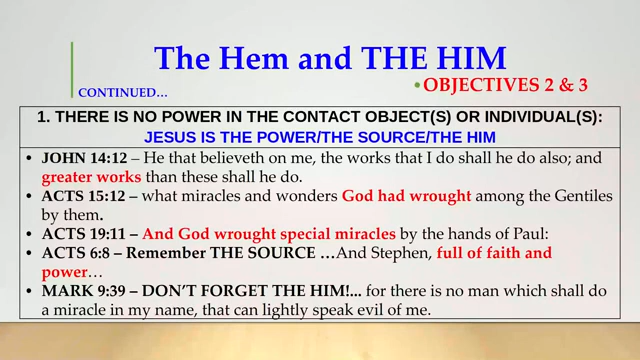 The Hem and THE HIM
CONTINUED…
•OBJECTIVES 2 & 3
1. THERE IS NO POWER IN THE CONTACT OBJECT(S) OR INDIVIDUAL(S):
JESUS IS THE POWER/THE SOURCE/THE HIM
• JOHN 14:12 – He that believeth on me, the works that I do shall he do also; and
greater works than these shall he do.
• ACTS 15:12 – what miracles and wonders God had wrought among the Gentiles
by them.
• ACTS 19:11 – And God wrought special miracles by the hands of Paul:
• ACTS 6:8 – Remember THE SOURCE …And Stephen, full of faith and
power…
• MARK 9:39 – DON’T FORGET THE HIM!... for there is no man which shall do
a miracle in my name, that can lightly speak evil of me.